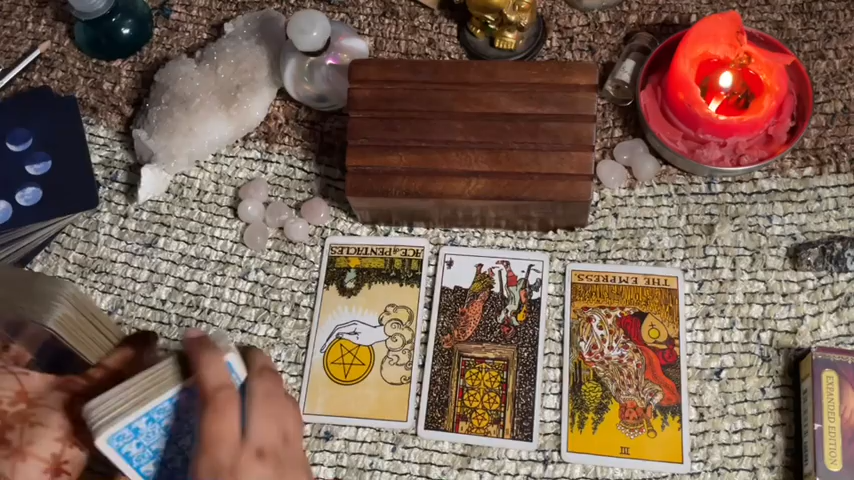 ACE of PENTACLES.
THE EMPRESS.
III
EXPANDED EDITION